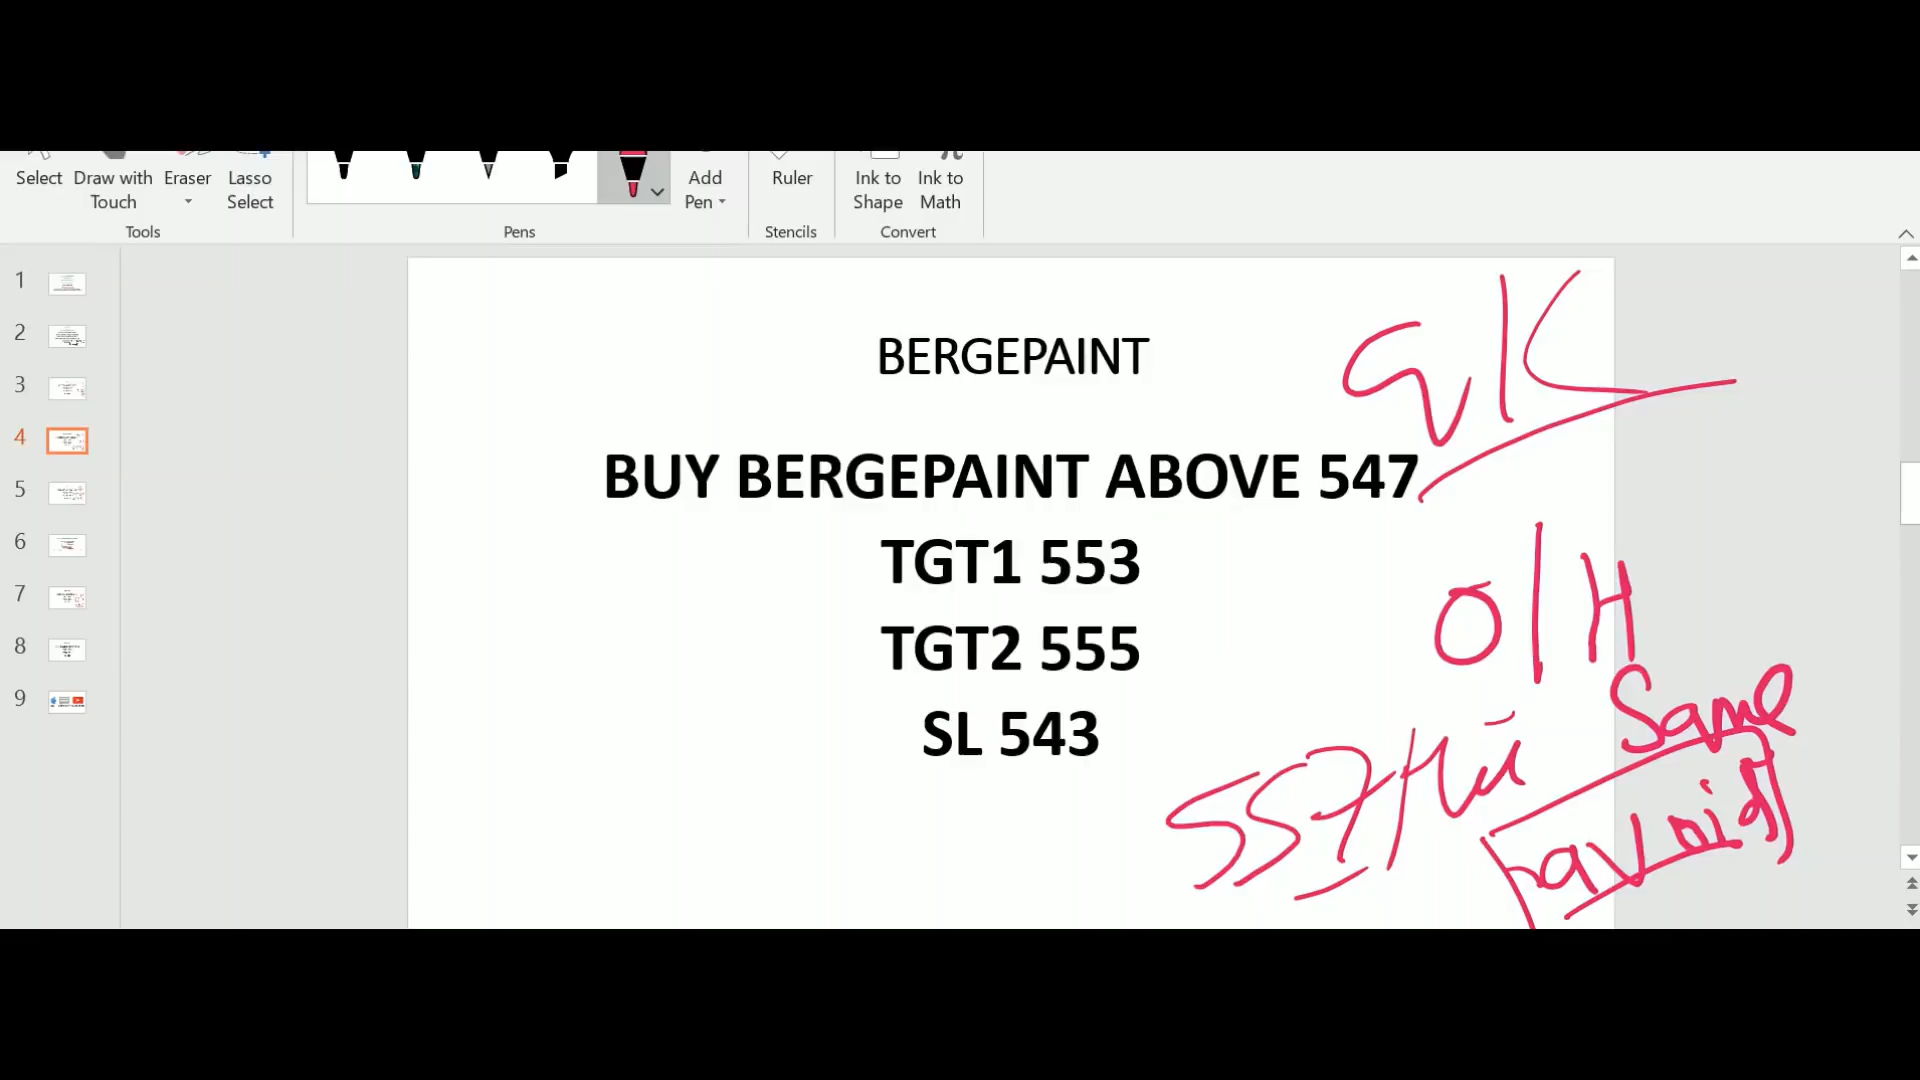 Select
Draw with Touch
Eraser
Lasso Select
Add Pen
Ruler
Ink to Shape
Ink to Math
Tools
Pens
Stencils
Convert
1
2
3
4
5
6
7
8
9
BERGEPAINT
BUY BERGEPAINT ABOVE 547
TGT1 553
TGT2 555
SL 543
O/H
Same
avoid
557